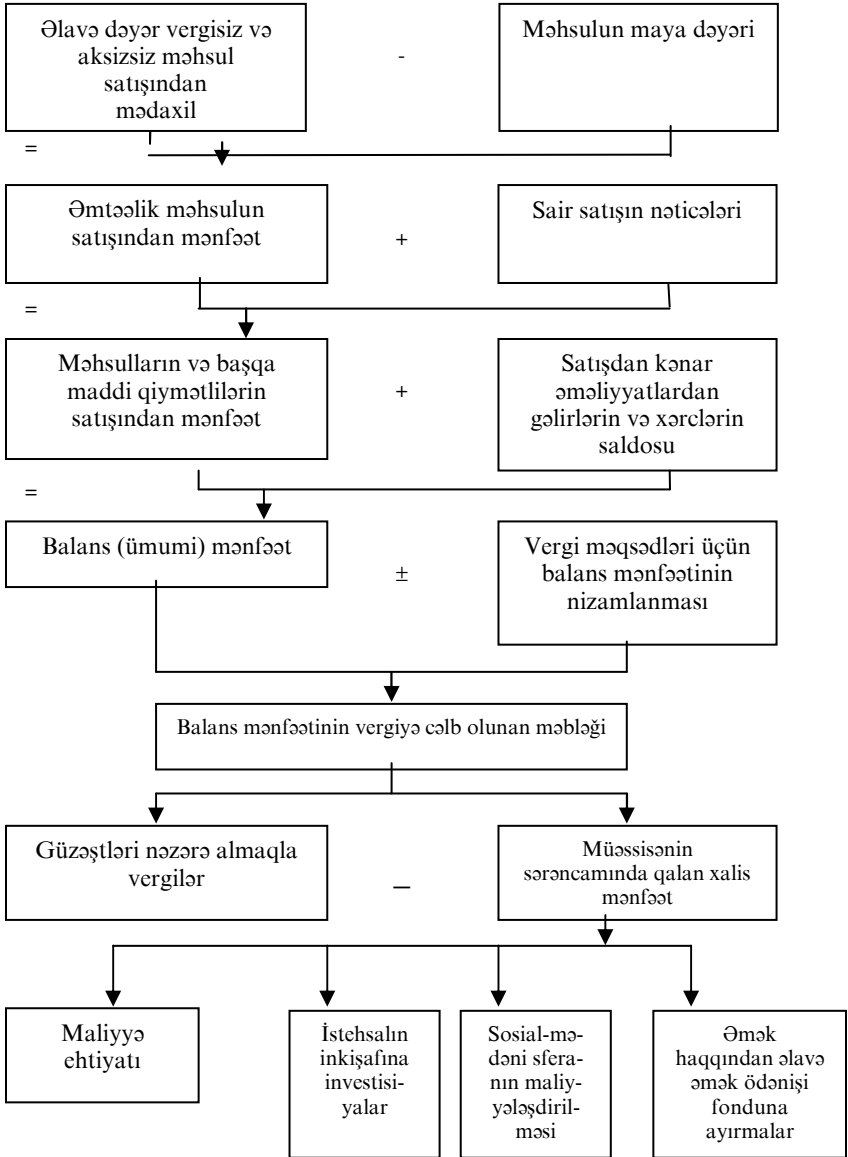 Əlavə dəyər vergisiz və
aksizsiz məhsul
satışından
mədaxil
-
Məhsulun maya dəyəri
=
Əmtəəlik məhsulun
satışından mənfəət
+
Sair satışın nəticələri
=
Məhsulların və başqa
maddi qiymətlilərin
satışından mənfəət
+
Satışdan kənar
əməliyyatlardan
gəlirlərin və xərclərin
saldosu
=
Balans (ümumi) mənfəət
±
Vergi məqsədləri üçün
balans mənfəətinin
nizamlanması
Balans mənfəətinin vergiyə cəlb olunan məbləği
Güzəştləri nəzərə almaqla
vergilər
–
Müəssisənin
sərəncamında qalan xalis
mənfəət
Maliyyə
ehtiyatı
İstehsalın
inkişafına
investisi-
yalar
Sosial-mə-
dəni sfera-
nın maliy-
yələşdiril-
məsi
Əmək
haqqından əlavə
əmək ödənişi
fonduna
ayırmalar